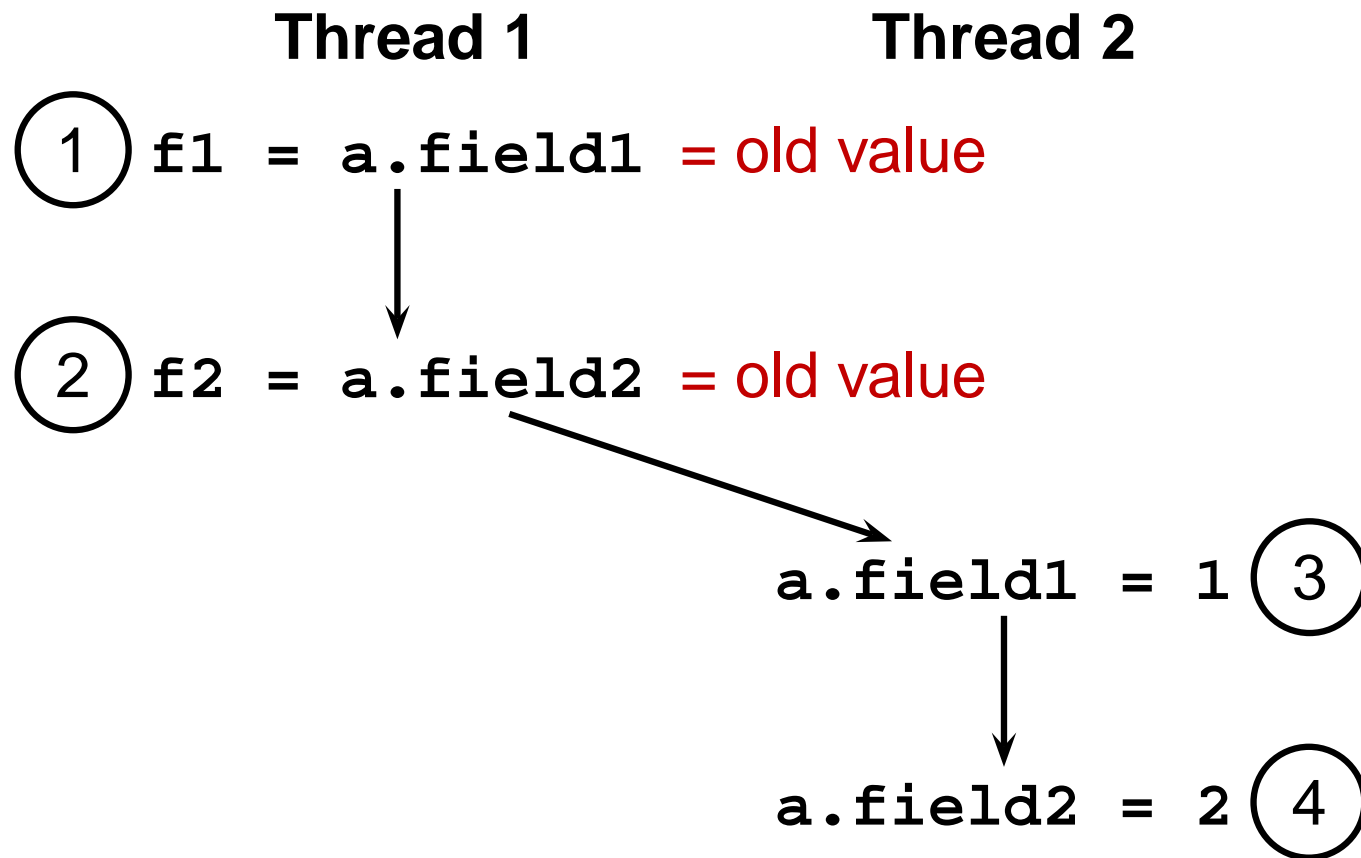 Thread 1 Thread 2
1 f1 = a.field1 = old value
2 f2 = a.field2 = old value
a.field1 = 1 3
a.field2 = 2 4